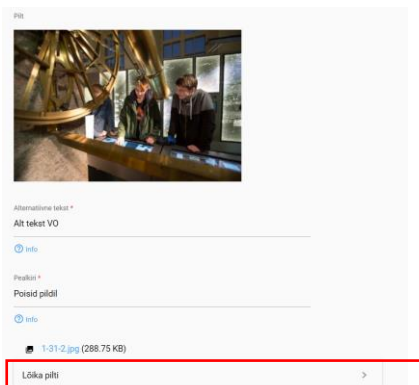 Pilt
Alternatiivne tekst *
Alt tekst VO
Info
Pealkiri *
Poisid pildil
Info
1-31-2.jpg (288.75 KB)
Lõika pilti